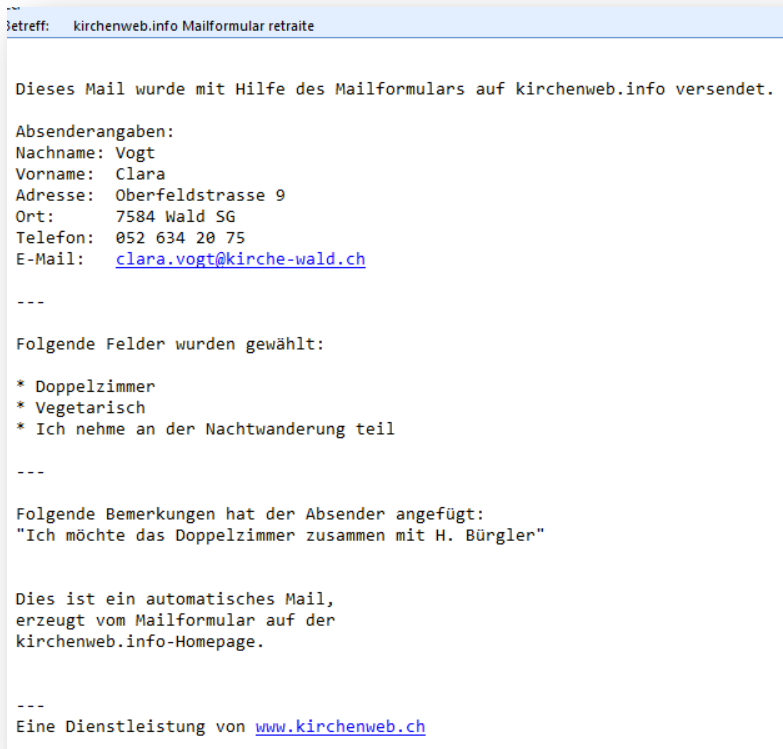 Betreff: kirchenweb.info Mailformular retraite
Dieses Mail wurde mit Hilfe des Mailformulars auf kirchenweb.info versendet.
Absenderangaben:
Nachname: Vogt
Vorname: Clara
Adresse: Oberfeldstrasse 9
Ort: 7584 Wald SG
Telefon: 052 634 20 75
E-Mail: clara.vogt@kirche-wald.ch
---
Folgende Felder wurden gewählt:
* Doppelzimmer
* Vegetarisch
* Ich nehme an der Nachtwanderung teil
---
Folgende Bemerkungen hat der Absender angefügt:
"Ich möchte das Doppelzimmer zusammen mit H. Bürgler"
Dies ist ein automatisches Mail,
erzeugt vom Mailformular auf der
kirchenweb.info-Homepage.
---
Eine Dienstleistung von www.kirchenweb.ch